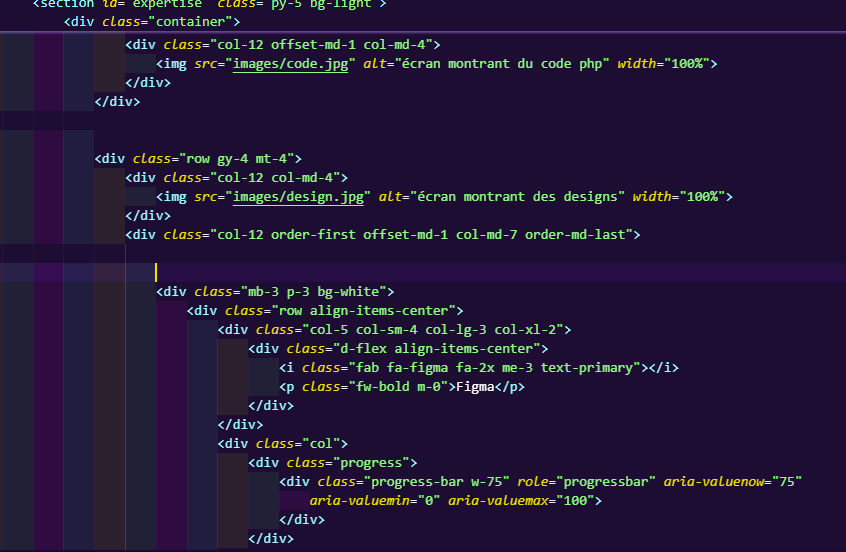 <section id="expertise" class="py-5 bg-light">
<div class="container">
<div class="col-12 offset-md-1 col-md-4">
<img src="images/code.jpg" alt="écran montrant du code php" width="100%">
</div>
</div>
<div class="row gy-4 mt-4">
<div class="col-12 col-md-4">
<img src="images/design.jpg" alt="écran montrant des designs" width="100%">
</div>
<div class="col-12 order-first offset-md-1 col-md-7 order-md-last">
<div class="mb-3 p-3 bg-white">
<div class="row align-items-center">
<div class="col-5 col-sm-4 col-lg-3 col-xl-2">
<div class="d-flex align-items-center">
<i class="fab fa-figma fa-2x me-3 text-primary"></i>
<p class="fw-bold m-0">Figma</p>
</div>
</div>
<div class="col">
<div class="progress">
<div class="progress-bar w-75" role="progressbar" aria-valuenow="75"
aria-valuemin="0" aria-valuemax="100">
</div>
</div>